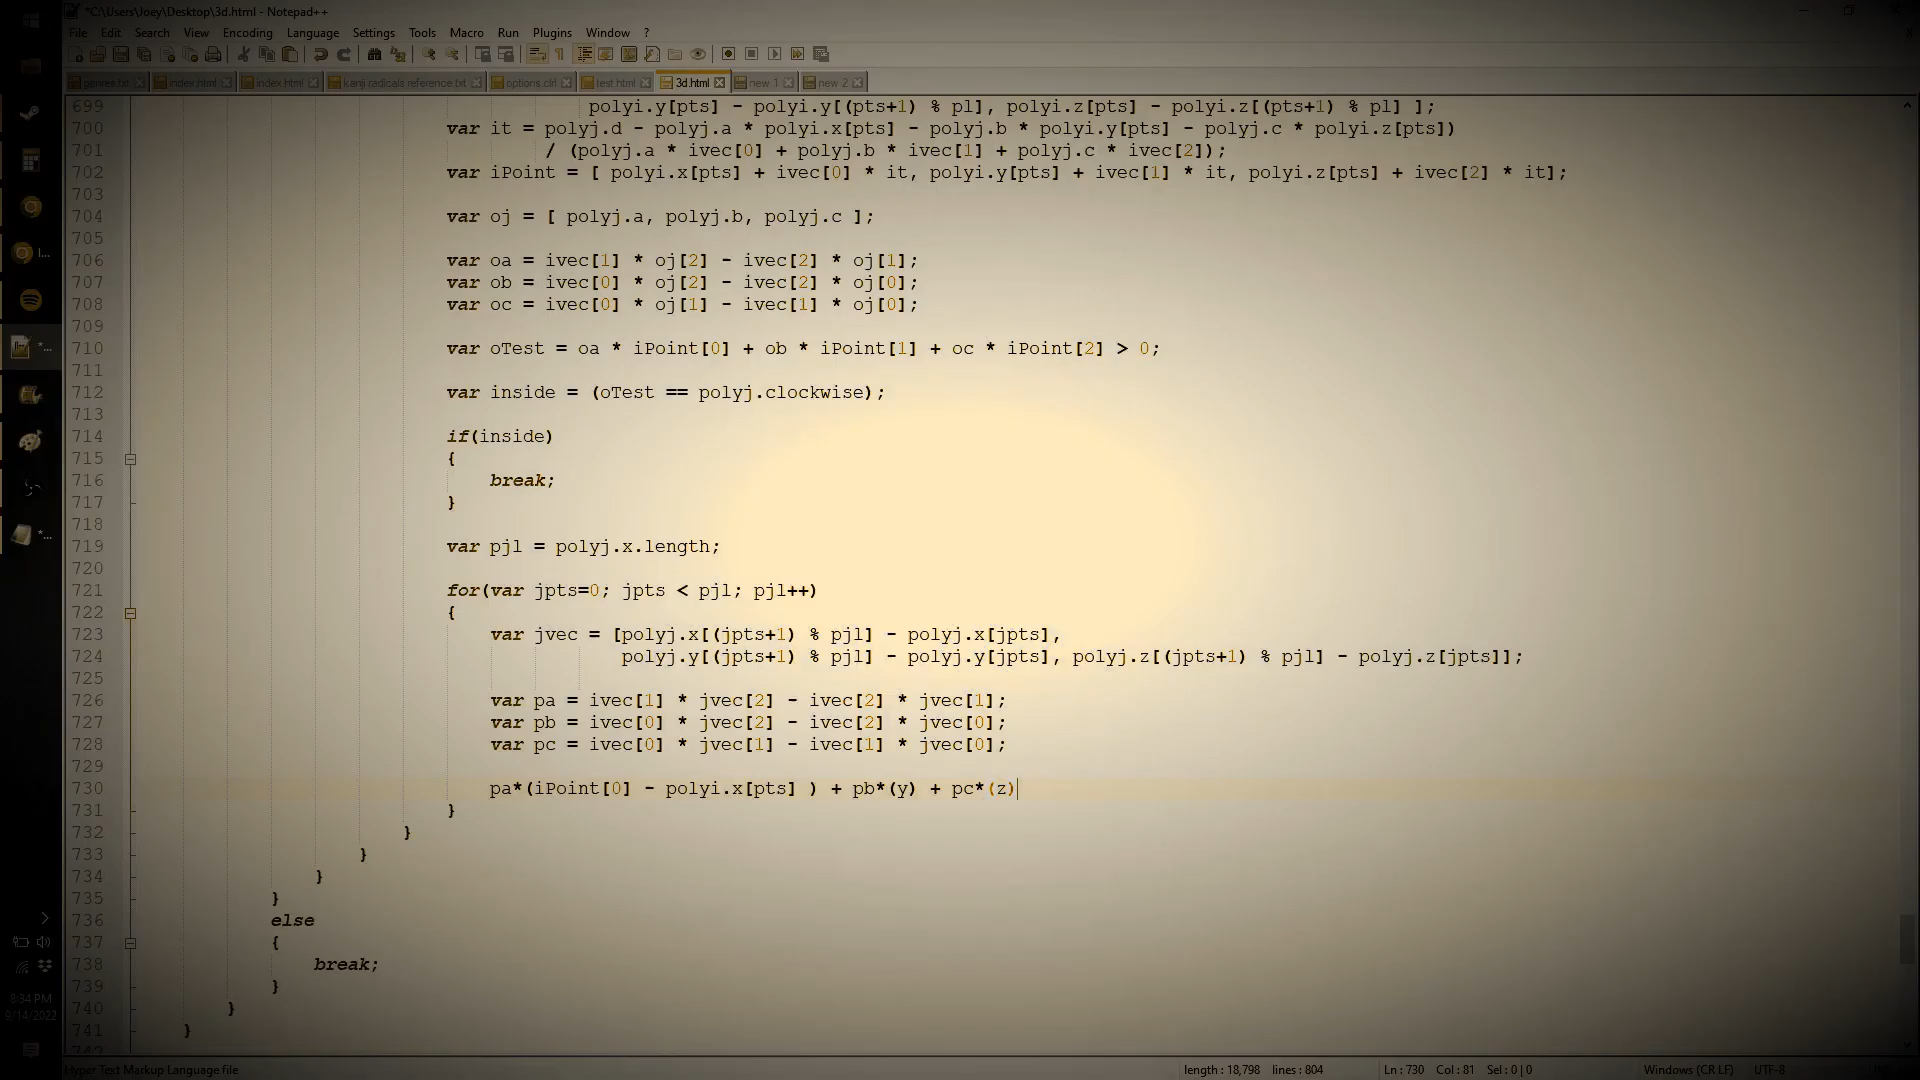 *C:\Users\Joey\Desktop\3d.html - Notepad++
File Edit Search View Encoding Language Settings Tools Macro Run Plugins Window ?
genres.txt index.html index.html kanji radicals reference.txt options.ctrl test.html 3d.html new 1 new 2
699 polyi.y[pts] - polyi.y[(pts+1) % pl], polyi.z[pts] - polyi.z[(pts+1) % pl] ];
700 var it = polyj.d - polyj.a * polyi.x[pts] - polyj.b * polyi.y[pts] - polyj.c * polyi.z[pts])
701 / (polyj.a * ivec[0] + polyj.b * ivec[1] + polyj.c * ivec[2]);
702 var iPoint = [ polyi.x[pts] + ivec[0] * it, polyi.y[pts] + ivec[1] * it, polyi.z[pts] + ivec[2] * it];
703
704 var oj = [ polyj.a, polyj.b, polyj.c ];
705
706 var oa = ivec[1] * oj[2] - ivec[2] * oj[1];
707 var ob = ivec[0] * oj[2] - ivec[2] * oj[0];
708 var oc = ivec[0] * oj[1] - ivec[1] * oj[0];
709
710 var oTest = oa * iPoint[0] + ob * iPoint[1] + oc * iPoint[2] > 0;
711
712 var inside = (oTest == polyj.clockwise);
713
714 if(inside)
715 {
716 break;
717 }
718
719 var pjl = polyj.x.length;
720
721 for(var jpts=0; jpts < pjl; pjl++)
722 {
723 var jvec = [polyj.x[(jpts+1) % pjl] - polyj.x[jpts],
724 polyj.y[(jpts+1) % pjl] - polyj.y[jpts], polyj.z[(jpts+1) % pjl] - polyj.z[jpts]];
725
726 var pa = ivec[1] * jvec[2] - ivec[2] * jvec[1];
727 var pb = ivec[0] * jvec[2] - ivec[2] * jvec[0];
728 var pc = ivec[0] * jvec[1] - ivec[1] * jvec[0];
729
730 pa*(iPoint[0] - polyi.x[pts] ) + pb*(y) + pc*(z)
731 }
732 }
733 }
734 }
735 }
736 else
737 {
738 break;
739 }
740 }
741 }
742
8:34 PM
9/14/2022
Hyper Text Markup Language file length : 18,798 lines : 804 Ln : 730 Col : 81 Sel : 0 | 0 Windows (CR LF) UTF-8